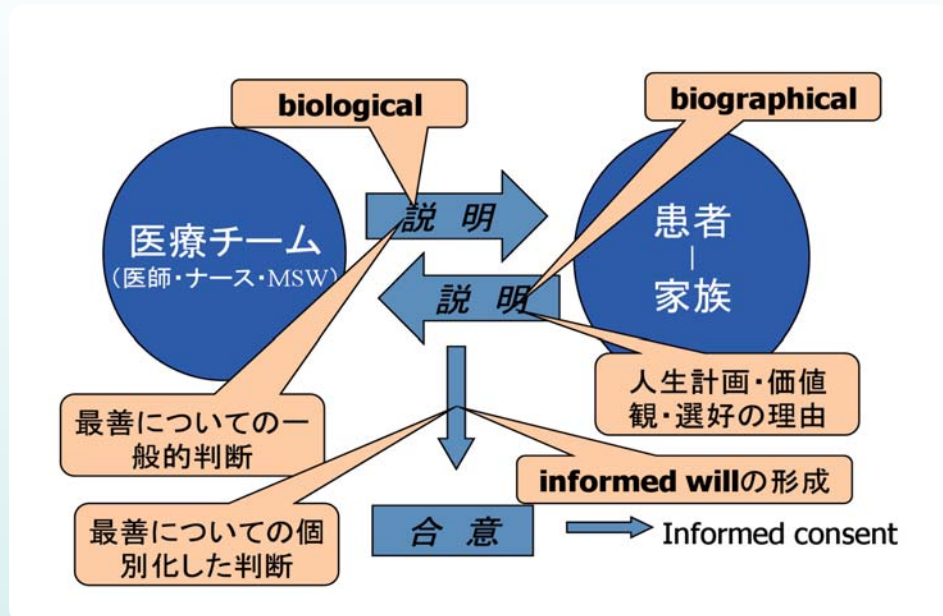 biological
biographical
医療チーム
(医師・ナース・MSW)
説 明
説 明
患者
|
家族
最善についての一
般的判断
人生計画・価値
観・選好の理由
informed willの形成
最善についての個
別化した判断
合 意
Informed consent